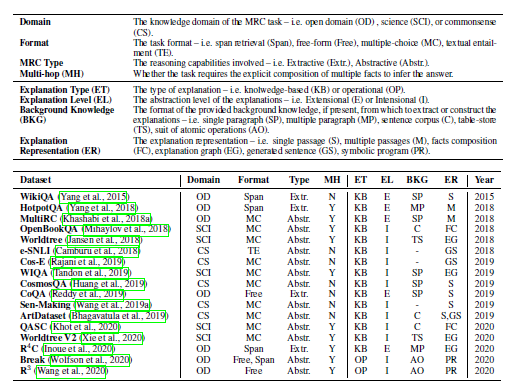 Domain The knowledge domain of the MRC task – i.e. open domain (OD) , science (SCI), or commonsense
(CS).
Format The task format – i.e. span retrieval (Span), free-form (Free), multiple-choice (MC), textual entail-
ment (TE).
MRC Type The reasoning capabilities involved – i.e. Extractive (Extr.), Abstractive (Abstr.).
Multi-hop (MH) Whether the task requires the explicit composition of multiple facts to infer the answer.
Explanation Type (ET) The type of explanation – i.e. knolwedge-based (KB) or operational (OP).
Explanation Level (EL) The abstraction level of the explanations – i.e. Extensional (E) or Intensional (I).
Background Knowledge The format of the provided background knowledge, if present, from which to extract or construct the
(BKG) explanations – i.e. single paragraph (SP), multiple paragraph (MP), sentence corpus (C), table-store
(TS), suit of atomic operations (AO).
Explanation The explanation representation – i.e. single passage (S), multiple passages (M), facts composition
Representation (ER) (FC), explanation graph (EG), generated sentence (GS), symbolic program (PR).
Dataset Domain Format Type MH ET EL BKG ER Year
WikiQA (Yang et al., 2015) OD Span Extr. N KB E SP S 2015
HotpotQA (Yang et al., 2018) OD Span Extr. Y KB E MP M 2018
MultiRC (Khashabi et al., 2018a) OD MC Abstr. Y KB E SP M 2018
OpenBookQA (Mihaylov et al., 2018) SCI MC Abstr. Y KB I C FC 2018
Worldtree (Jansen et al., 2018) SCI MC Abstr. Y KB I TS EG 2018
e-SNLI (Camburu et al., 2018) CS TE Abstr. N KB I - GS 2018
Cos-E (Rajani et al., 2019) CS MC Abstr. N KB I - GS 2019
WIQA (Tandon et al., 2019) SCI MC Abstr. Y KB I SP EG 2019
CosmosQA (Huang et al., 2019) CS MC Abstr. N KB I SP S 2019
CoQA (Reddy et al., 2019) OD Free Extr. N KB E SP S 2019
Sen-Making (Wang et al., 2019a) CS MC Abstr. N KB I - S 2019
ArtDataset (Bhagavatula et al., 2019) CS MC Abstr. N KB I C S,GS 2019
QASC (Khot et al., 2020) SCI MC Abstr. Y KB I C FC 2020
Worldtree V2 (Xie et al., 2020) SCI MC Abstr. Y KB I TS EG 2020
R⁴C (Inoue et al., 2020) OD Span Extr. Y KB E MP EG 2020
Break (Wolfson et al., 2020) OD Free, Span Abstr. Y OP I AO PR 2020
R³ (Wang et al., 2020) OD Free Abstr. Y OP I AO PR 2020